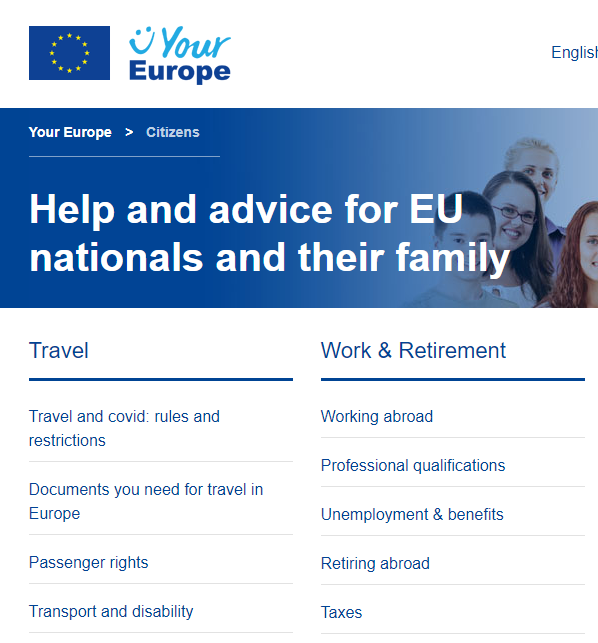 Your
Europe
English
Your Europe > Citizens
Help and advice for EU
nationals and their family
Travel
Travel and covid: rules and
restrictions
Documents you need for travel in
Europe
Passenger rights
Transport and disability
Work & Retirement
Working abroad
Professional qualifications
Unemployment & benefits
Retiring abroad
Taxes